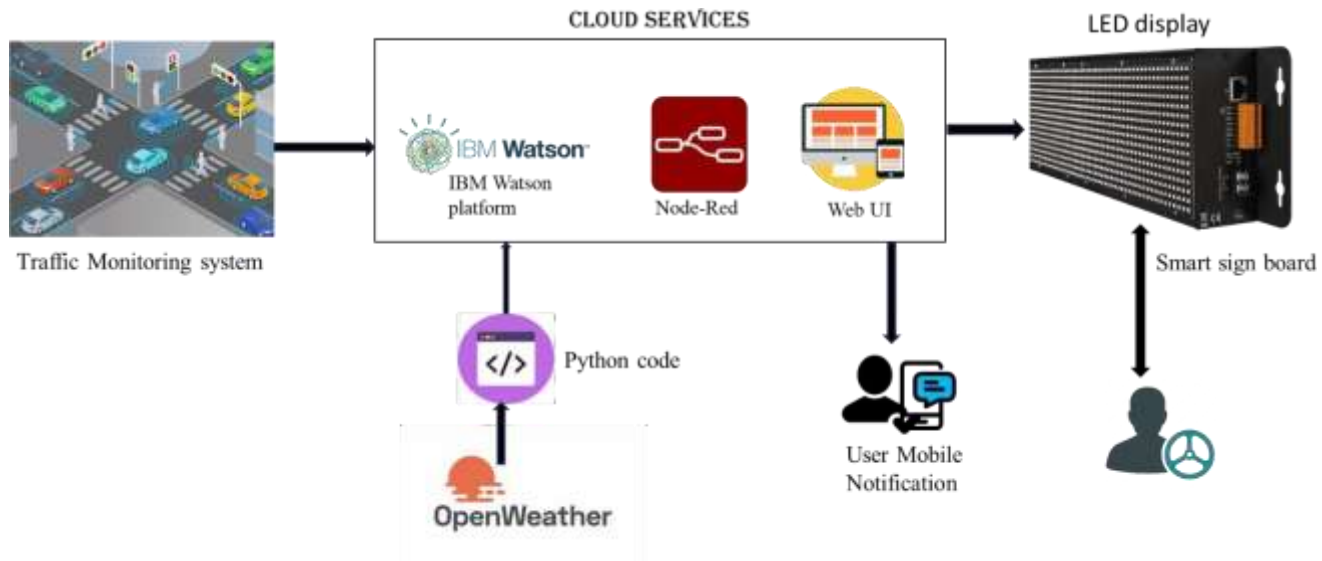 CLOUD SERVICES
LED display
IBM Watson
IBM Watson
platform
Node-Red
Web UI
Traffic Monitoring system
Smart sign board
</>
Python code
User Mobile
Notification
OpenWeather